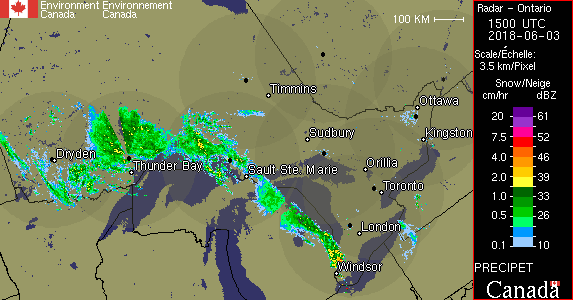 Environment Environnement
Canada Canada
100 KM
Radar - Ontario
1500 UTC
2018-06-03
Scale/Échelle:
3.5 km/Pixel
Snow/Neige
cm/hr dBZ
20 61
7.5 52
4.0 46
2.0 39
1.0 33
0.5 26
0.1 10
PRECIPET
Canada
Timmins
Ottawa
Sudbury
Kingston
Dryden
Thunder Bay
Sault Ste. Marie
Orillia
Toronto
London
Windsor